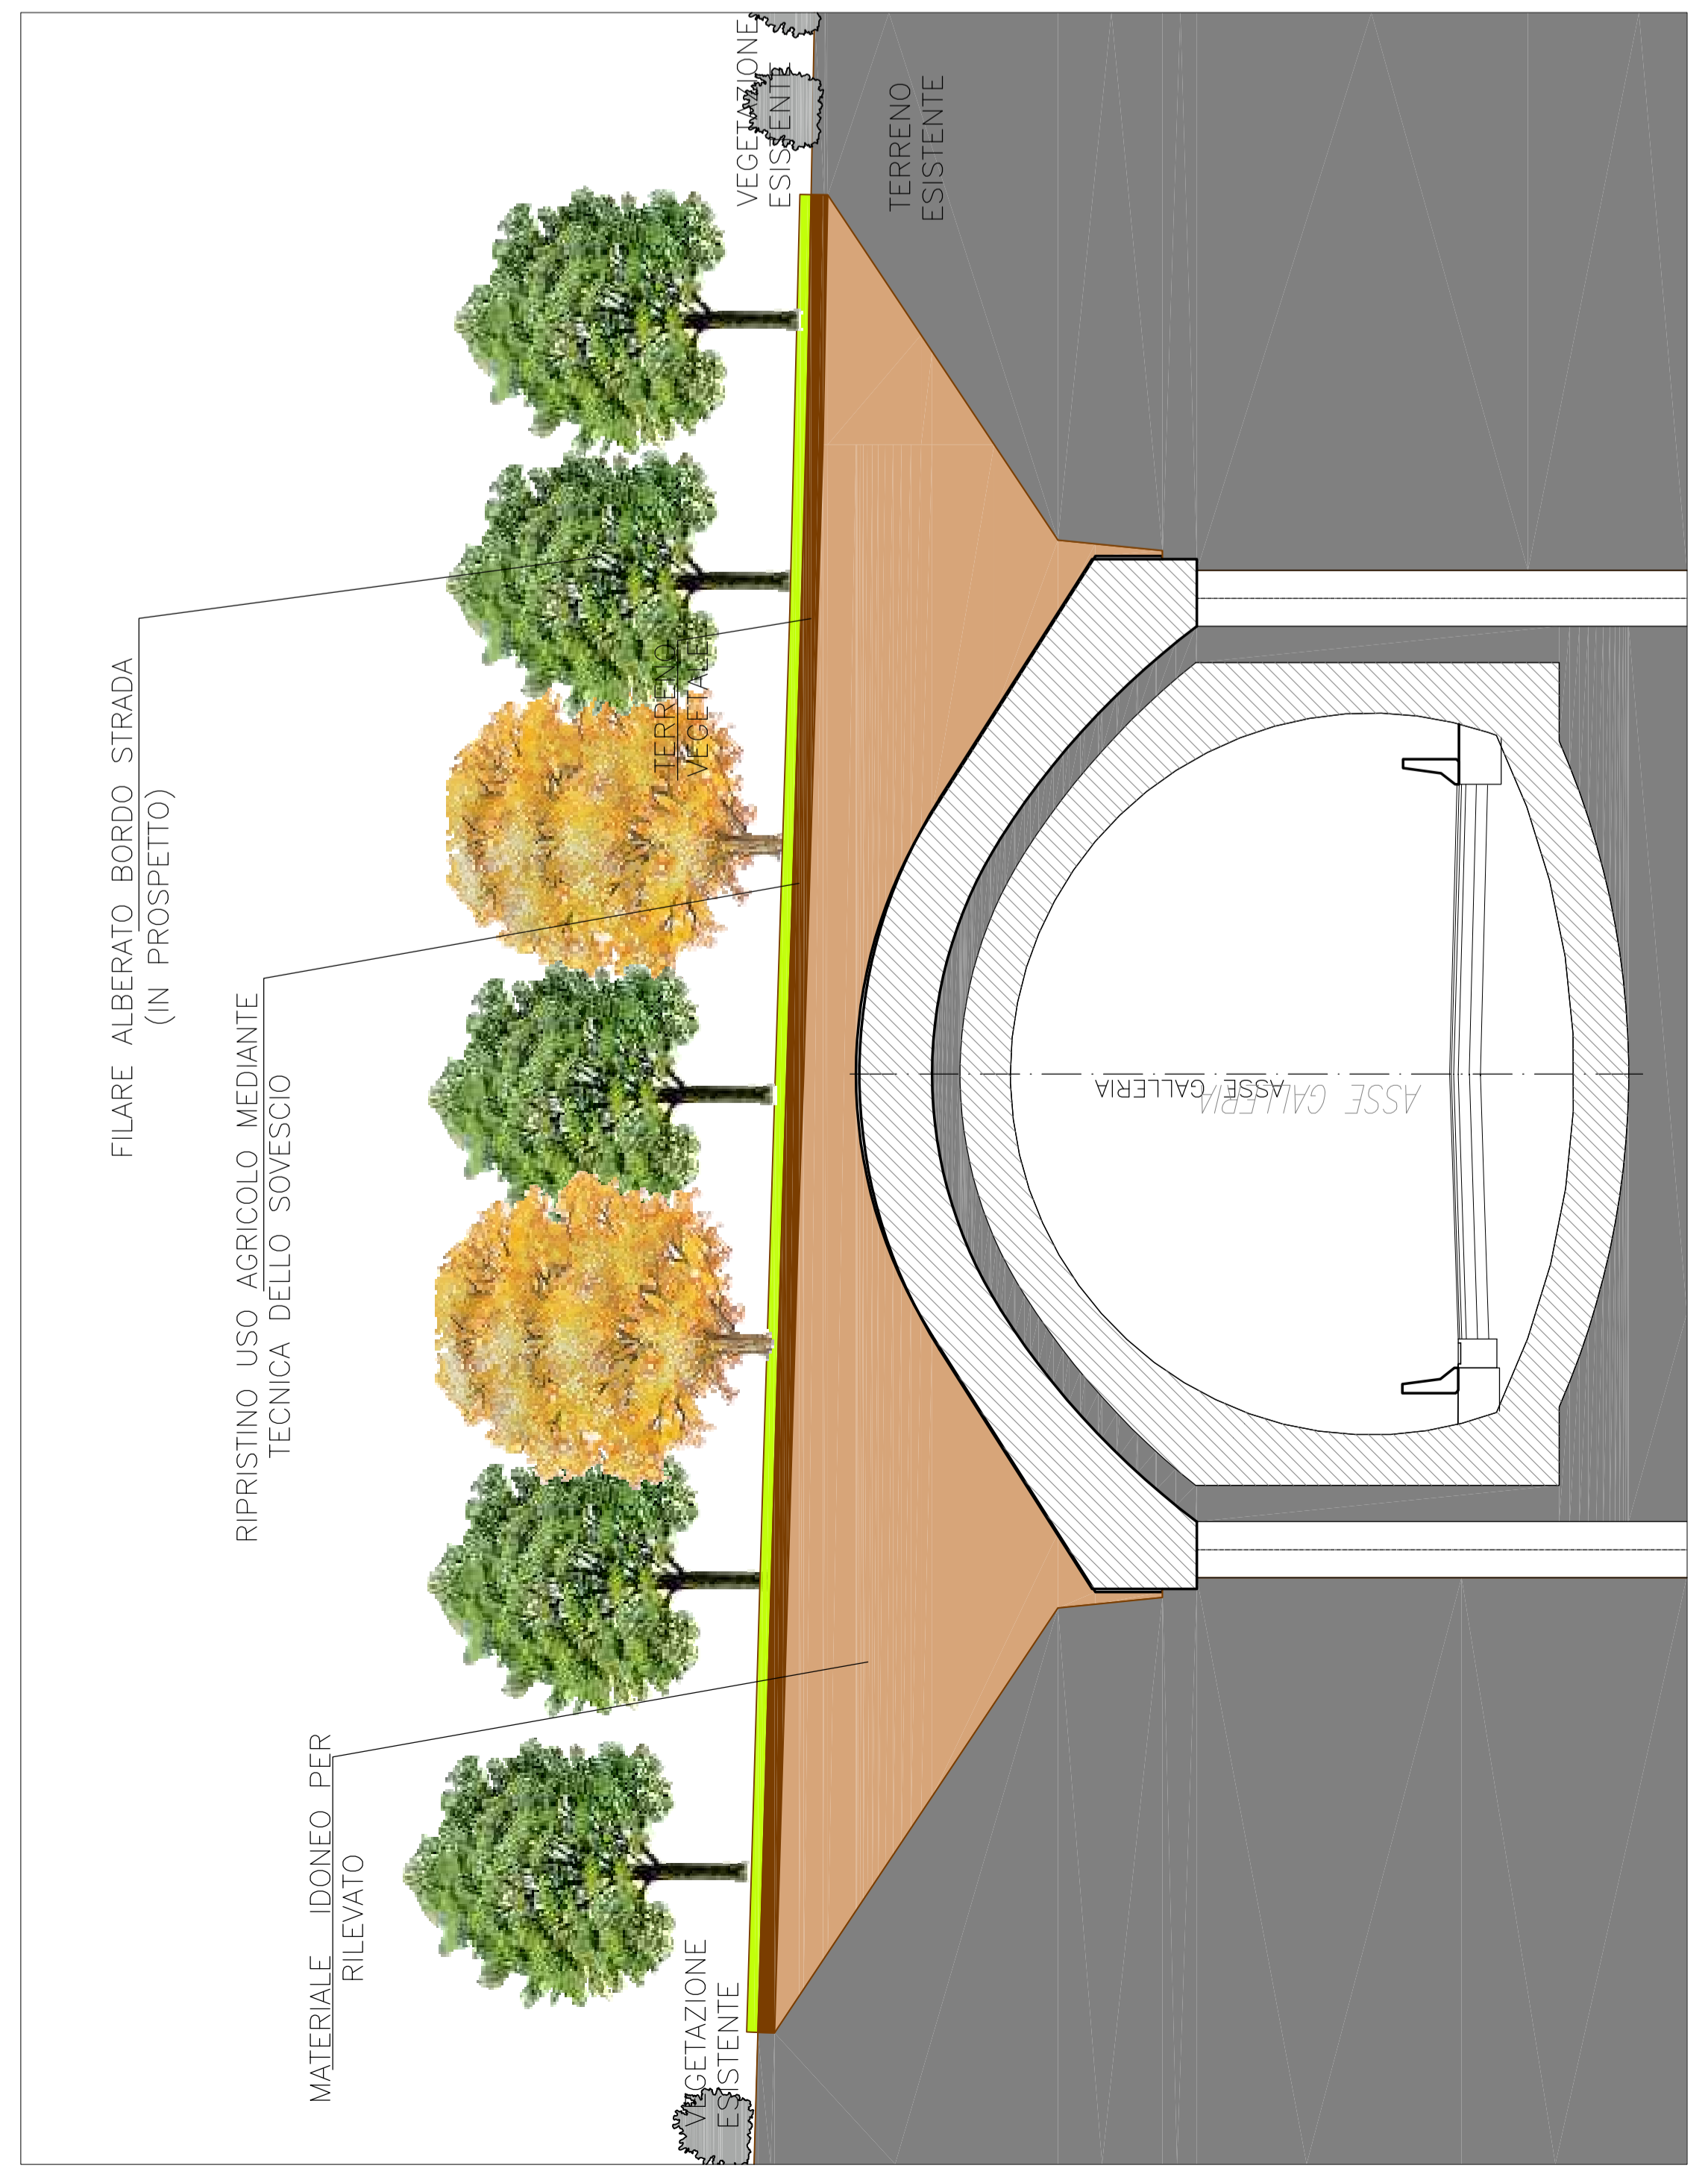 FILARE ALBERATO BORDO STRADA
(IN PROSPETTO)
RIPRISTINO USO AGRICOLO MEDIANTE
TECNICA DELLO SOVESCIO
MATERIALE IDONEO PER
RILEVATO
TERRENO
VEGETALE
VEGETAZIONE
ESISTENTE
VEGETAZIONE
ESISTENTE
TERRENO
ESISTENTE
ASSE GALLERIA
ASSE GALLERIA